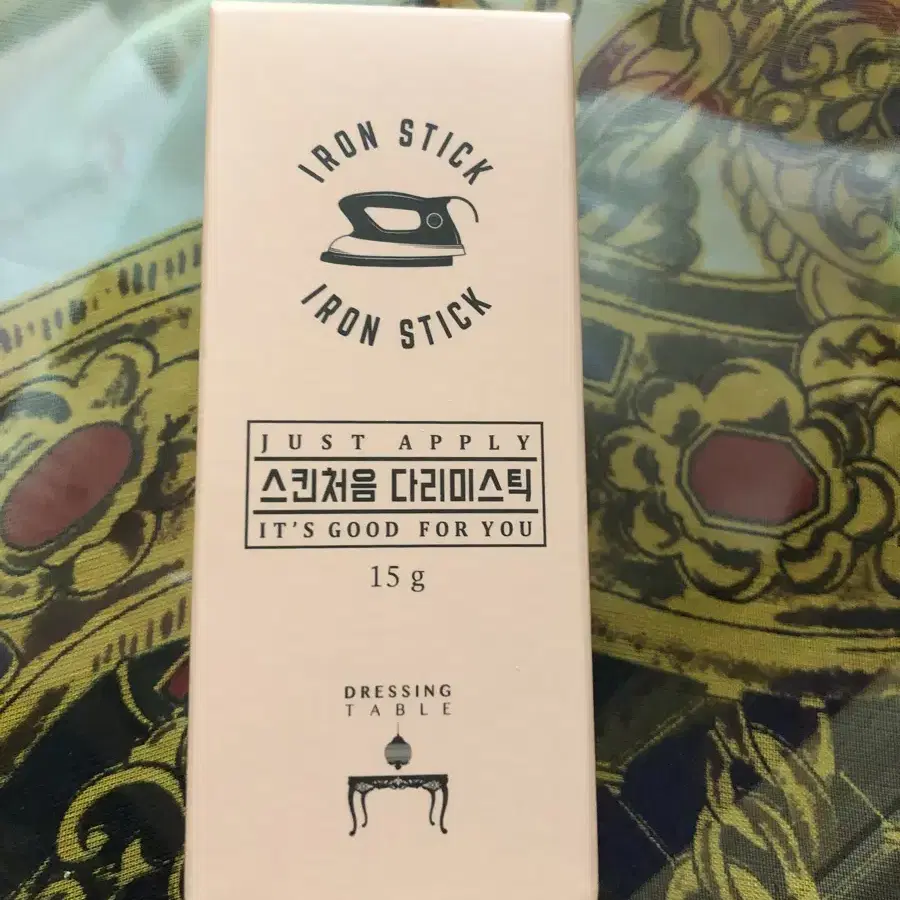 IRON STICK
IRON STICK
JUST APPLY
스킨처음 다리미스틱
IT'S GOOD FOR YOU
15 g
DRESSING
TABLE